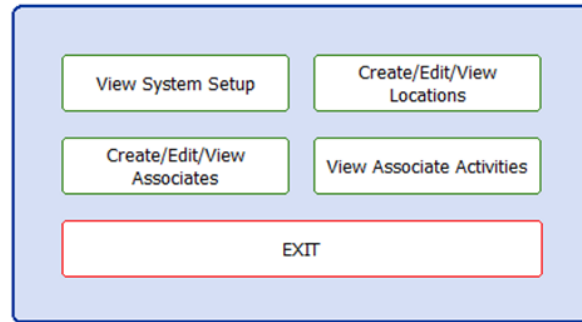 View System Setup
Create/Edit/View
Locations
Create/Edit/View
Associates
View Associate Activities
EXIT